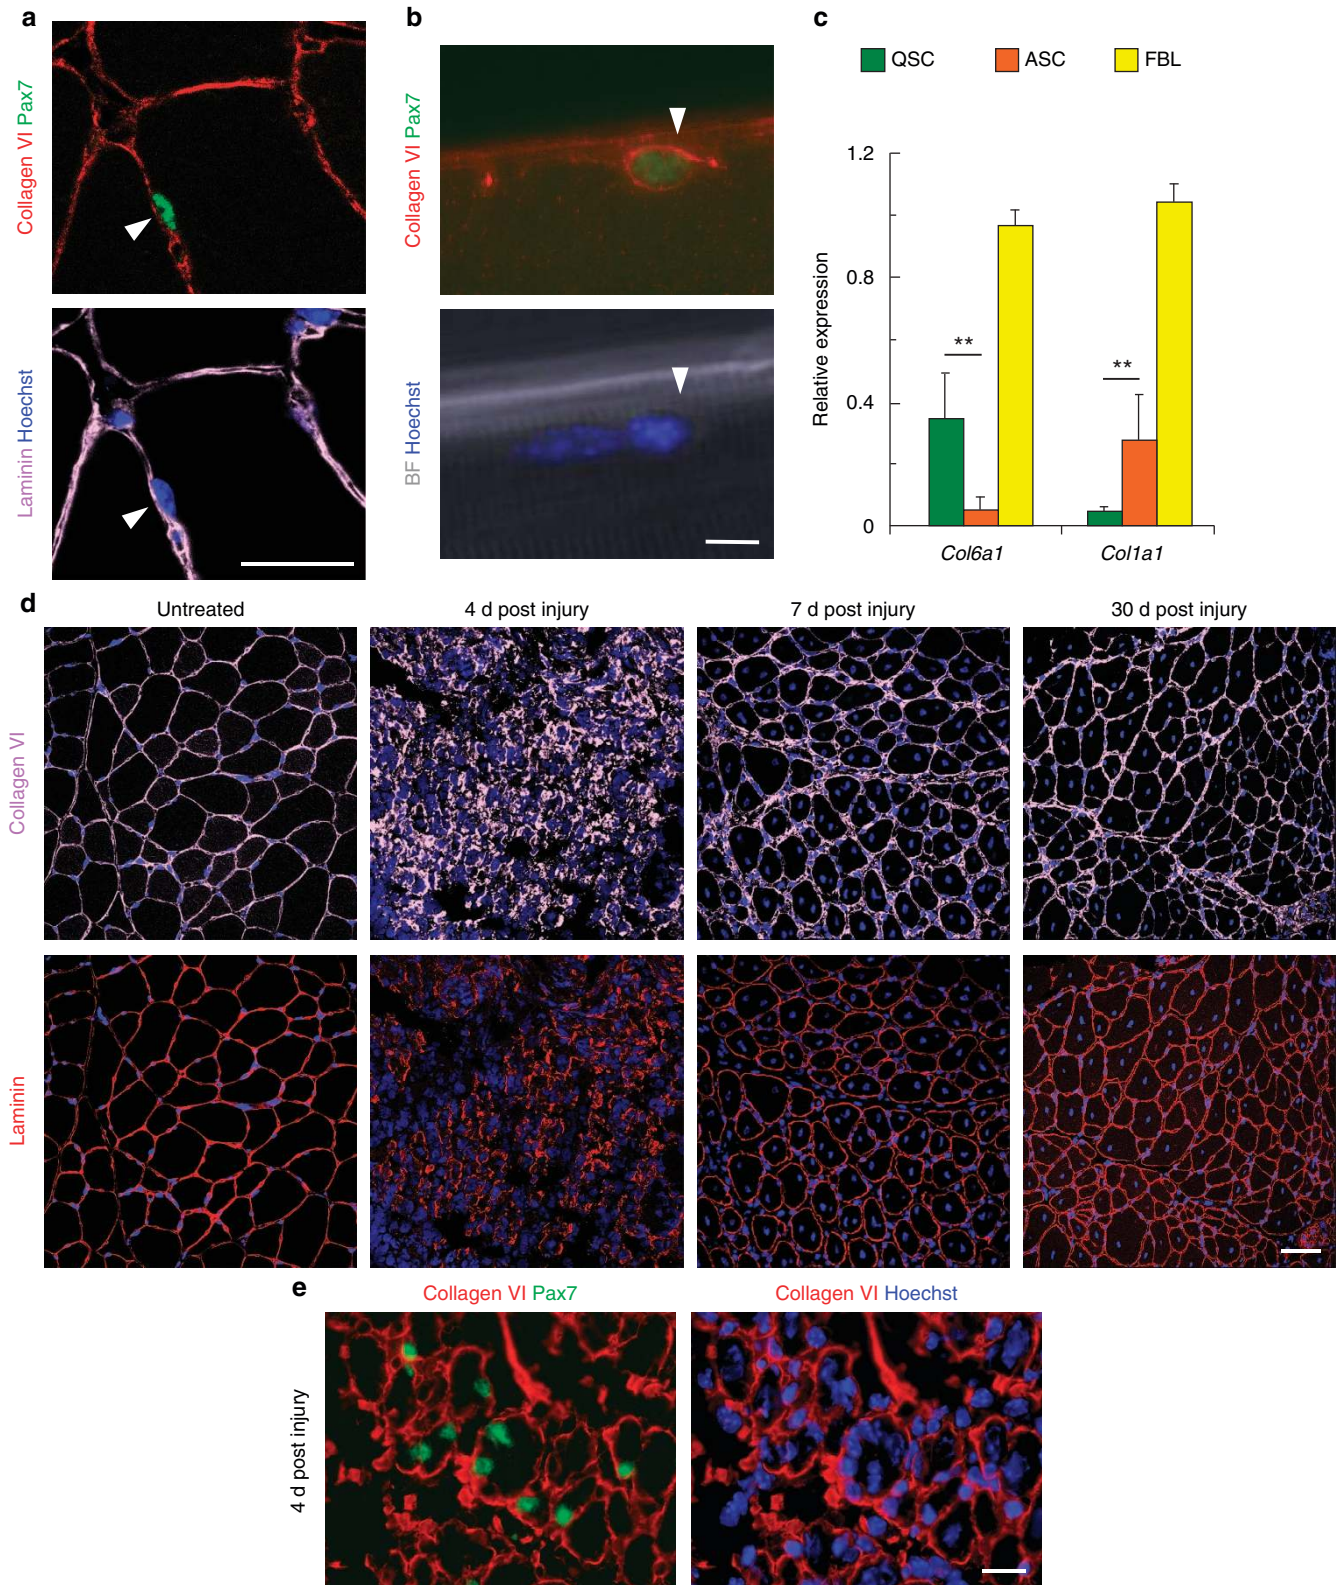 a
Collagen VI Pax7
Laminin Hoechst
b
Collagen VI Pax7
BF Hoechst
c
QSC
ASC
FBL
Relative expression
1.2
0.8
0.4
0
**
**
Col6a1
Col1a1
d
Untreated
4 d post injury
7 d post injury
30 d post injury
Collagen VI
Laminin
e
Collagen VI Pax7
Collagen VI Hoechst
4 d post injury